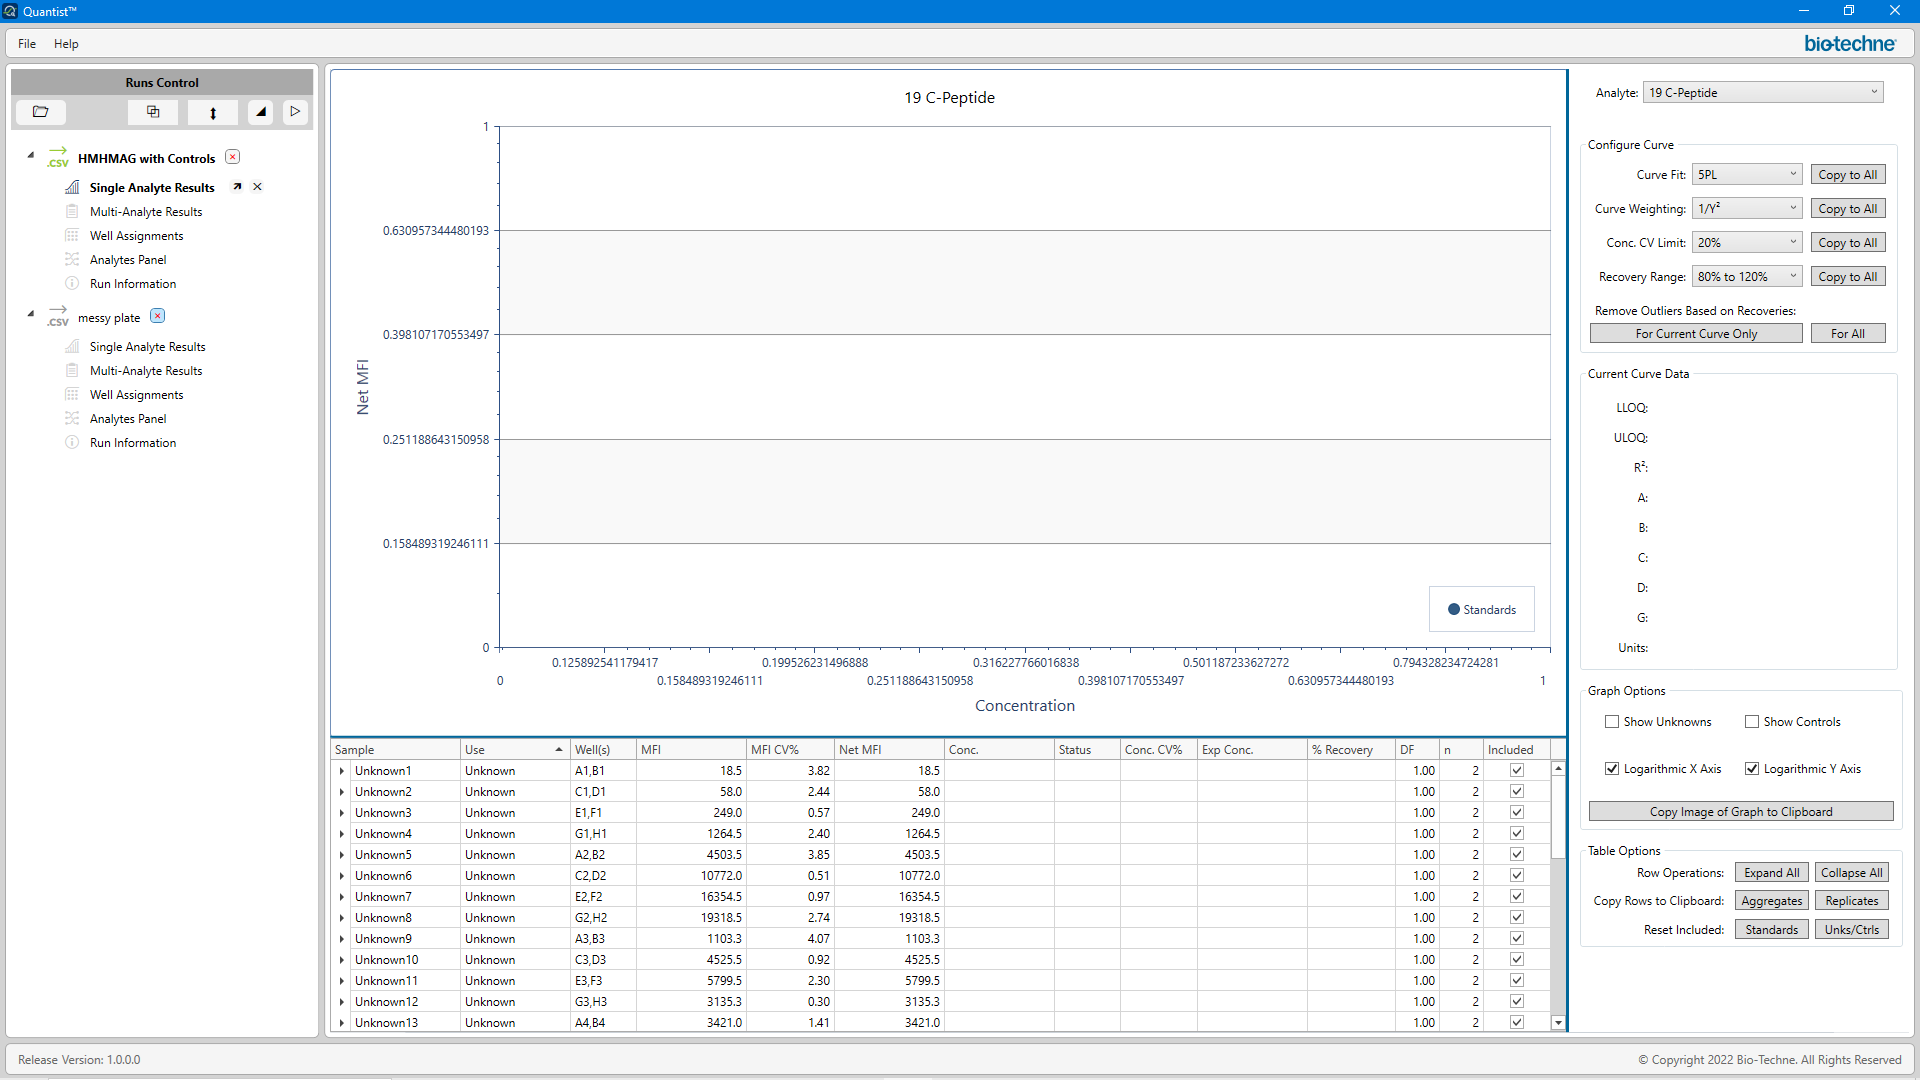 Quantist™
File Help
bio-techne
Runs Control
.CSV HMHMAG with Controls
Single Analyte Results
Multi-Analyte Results
Well Assignments
Analytes Panel
Run Information
.CSV messy plate
Single Analyte Results
Multi-Analyte Results
Well Assignments
Analytes Panel
Run Information
19 C-Peptide
1
0.630957344480193
0.398107170553497
0.251188643150958
0.158489319246111
0
Net MFI
Standards
0.125892541179417 0.199526231496888 0.316227766016838 0.501187233627272 0.794328234724281
0 0.158489319246111 0.251188643150958 0.398107170553497 0.630957344480193 1
Concentration
Sample Use Well(s) MFI MFI CV% Net MFI Conc. Status Conc. CV% Exp Conc. % Recovery DF n Included
Unknown1 Unknown A1,B1 18.5 3.82 18.5 1.00 2
Unknown2 Unknown C1,D1 58.0 2.44 58.0 1.00 2
Unknown3 Unknown E1,F1 249.0 0.57 249.0 1.00 2
Unknown4 Unknown G1,H1 1264.5 2.40 1264.5 1.00 2
Unknown5 Unknown A2,B2 4503.5 3.85 4503.5 1.00 2
Unknown6 Unknown C2,D2 10772.0 0.51 10772.0 1.00 2
Unknown7 Unknown E2,F2 16354.5 0.97 16354.5 1.00 2
Unknown8 Unknown G2,H2 19318.5 2.74 19318.5 1.00 2
Unknown9 Unknown A3,B3 1103.3 4.07 1103.3 1.00 2
Unknown10 Unknown C3,D3 4525.5 0.92 4525.5 1.00 2
Unknown11 Unknown E3,F3 5799.5 2.30 5799.5 1.00 2
Unknown12 Unknown G3,H3 3135.3 0.30 3135.3 1.00 2
Unknown13 Unknown A4,B4 3421.0 1.41 3421.0 1.00 2
Analyte: 19 C-Peptide
Configure Curve
Curve Fit: 5PL Copy to All
Curve Weighting: 1/Y² Copy to All
Conc. CV Limit: 20% Copy to All
Recovery Range: 80% to 120% Copy to All
Remove Outliers Based on Recoveries:
For Current Curve Only For All
Current Curve Data
LLOQ:
ULOQ:
R²:
A:
B:
C:
D:
G:
Units:
Graph Options
Show Unknowns Show Controls
Logarithmic X Axis Logarithmic Y Axis
Copy Image of Graph to Clipboard
Table Options
Row Operations: Expand All Collapse All
Copy Rows to Clipboard: Aggregates Replicates
Reset Included: Standards Unks/Ctrls
Release Version: 1.0.0.0
© Copyright 2022 Bio-Techne. All Rights Reserved